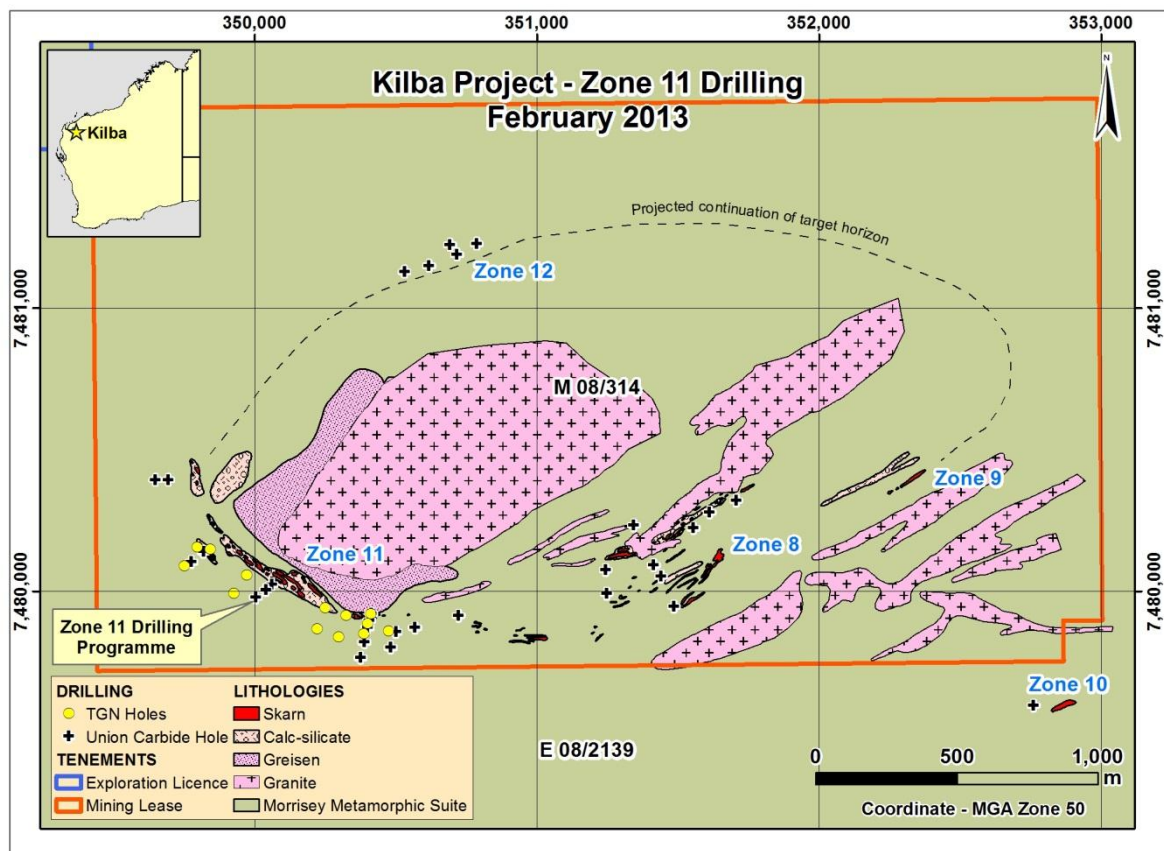 350,000
351,000
352,000
353,000
Kilba Project - Zone 11 Drilling
February 2013
N
Kilba
Projected continuation of target horizon
Zone 12
7,481,000
7,481,000
M 08/314
Zone 9
Zone 11
Zone 8
7,480,000
7,480,000
Zone 11 Drilling
Programme
Zone 10
E 08/2139
DRILLING
TGN Holes
Union Carbide Hole
TENEMENTS
Exploration Licence
Mining Lease
LITHOLOGIES
Skarn
Calc-silicate
Greisen
Granite
Morrisey Metamorphic Suite
0 500 1,000
m
Coordinate - MGA Zone 50